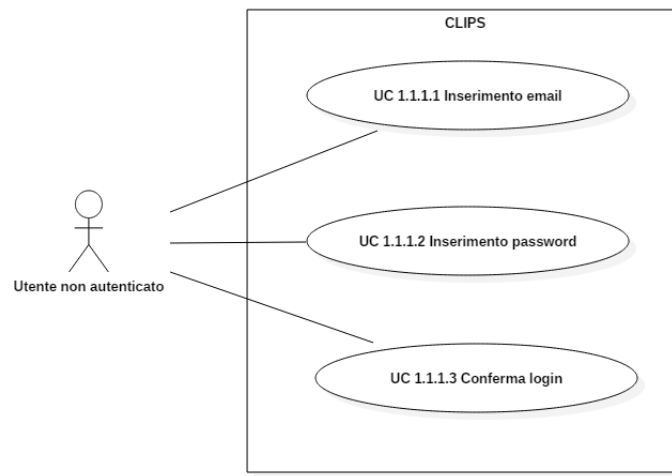 CLIPS
UC 1.1.1.1 Inserimento email
UC 1.1.1.2 Inserimento password
Utente non autenticato
UC 1.1.1.3 Conferma login